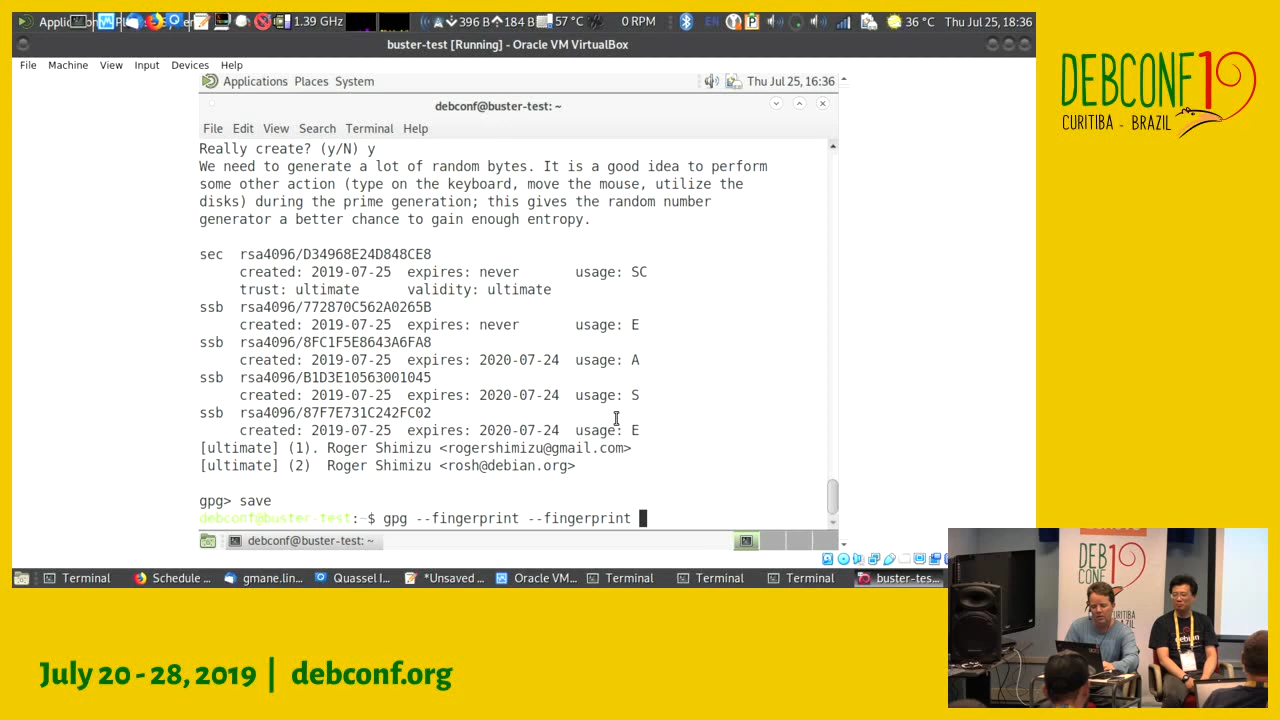 Applications
1.39 GHz
396 B
184 B
57 °C
0 RPM
EN
36 °C
Thu Jul 25, 18:36
buster-test [Running] - Oracle VM VirtualBox
File Machine View Input Devices Help
Applications Places System
Thu Jul 25, 16:36
debconf@buster-test: ~
File Edit View Search Terminal Help
Really create? (y/N) y
We need to generate a lot of random bytes. It is a good idea to perform
some other action (type on the keyboard, move the mouse, utilize the
disks) during the prime generation; this gives the random number
generator a better chance to gain enough entropy.
sec rsa4096/D34968E24D848CE8
created: 2019-07-25 expires: never usage: SC
trust: ultimate validity: ultimate
ssb rsa4096/772870C562A0265B
created: 2019-07-25 expires: never usage: E
ssb rsa4096/8FC1F5E8643A6FA8
created: 2019-07-25 expires: 2020-07-24 usage: A
ssb rsa4096/B1D3E10563001045
created: 2019-07-25 expires: 2020-07-24 usage: S
ssb rsa4096/87F7E731C242FC02
created: 2019-07-25 expires: 2020-07-24 usage: E
[ultimate] (1). Roger Shimizu <rogershimizu@gmail.com>
[ultimate] (2) Roger Shimizu <rosh@debian.org>
gpg> save
debconf@buster-test:~$ gpg --fingerprint --fingerprint
debconf@buster-test: ~
Terminal
Schedule ...
gmane.lin...
Quassel I...
*Unsaved ...
Oracle VM...
Terminal
Terminal
Terminal
buster-tes...
DEBCONF19
CURITIBA - BRAZIL
DEB
CONF 19
CURITIBA
BRAZIL
debian
July 20 - 28, 2019 | debconf.org